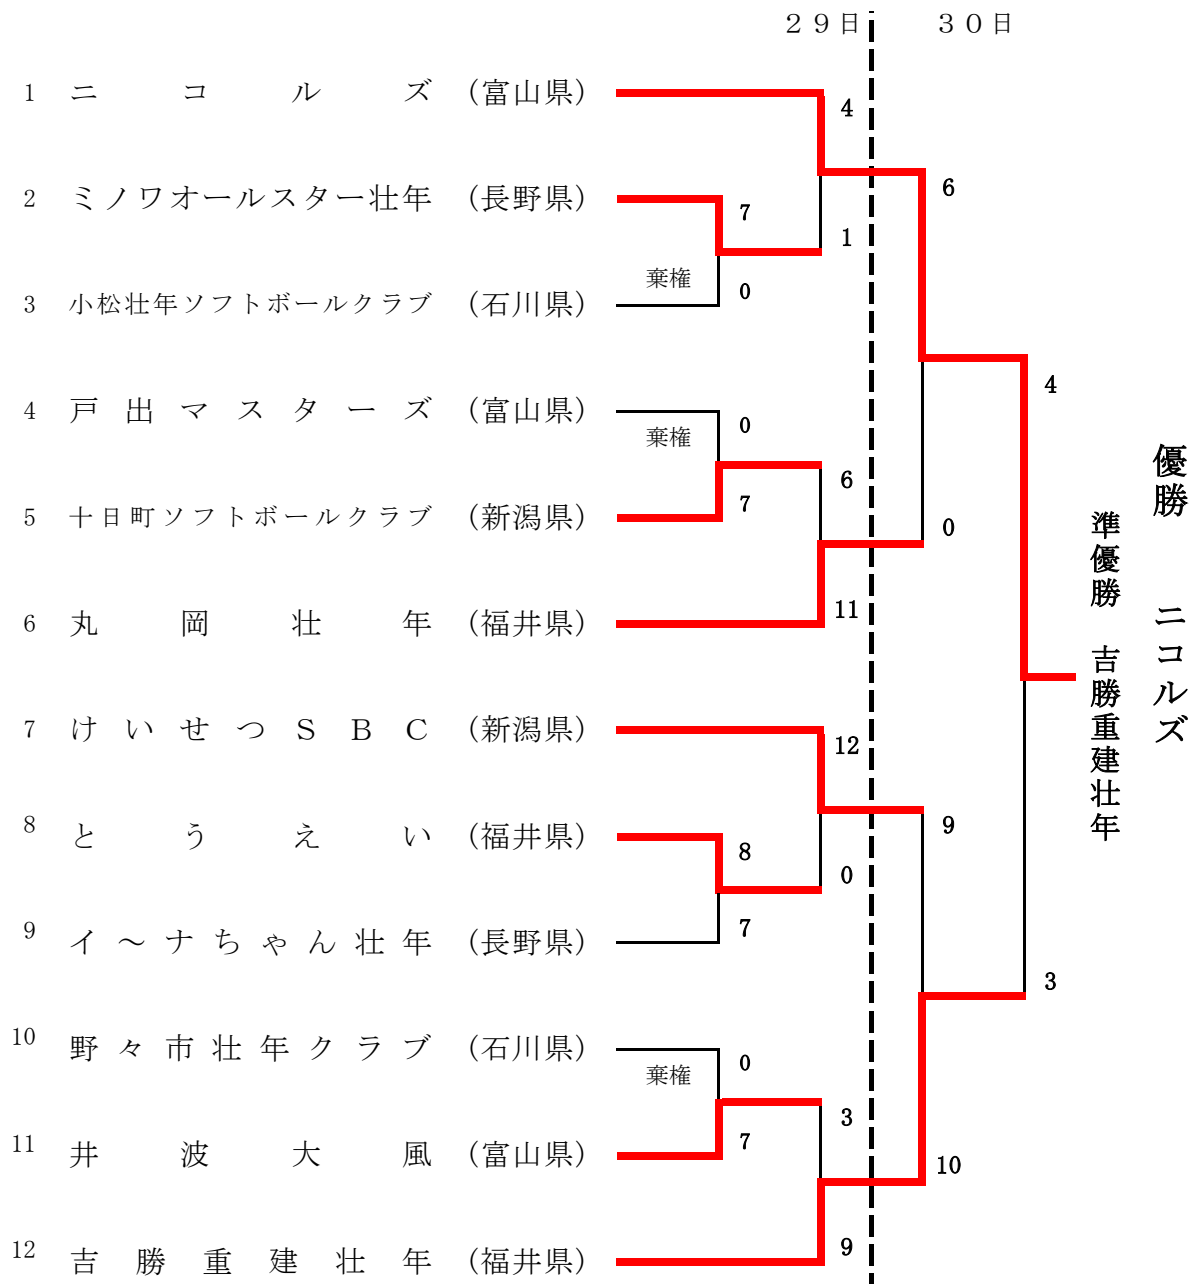 ２９日 ３０日
1 ニコルズ （富山県）
4
2 ミノワオールスター壮年 （長野県）
6
7
1
棄権
0
3 小松壮年ソフトボールクラブ （石川県）
4
4 戸出マスターズ （富山県）
0
棄権
6
7
5 十日町ソフトボールクラブ （新潟県）
0
11
6 丸岡壮年 （福井県）
優勝 ニコルズ
準優勝 吉勝重建壮年
7 けいせつＳＢＣ （新潟県）
12
8 とうえい （福井県）
9
8
0
7
9 イ～ナちゃん壮年 （長野県）
3
10 野々市壮年クラブ （石川県）
0
棄権
3
7
11 井波大風 （富山県）
10
9
12 吉勝重建壮年 （福井県）